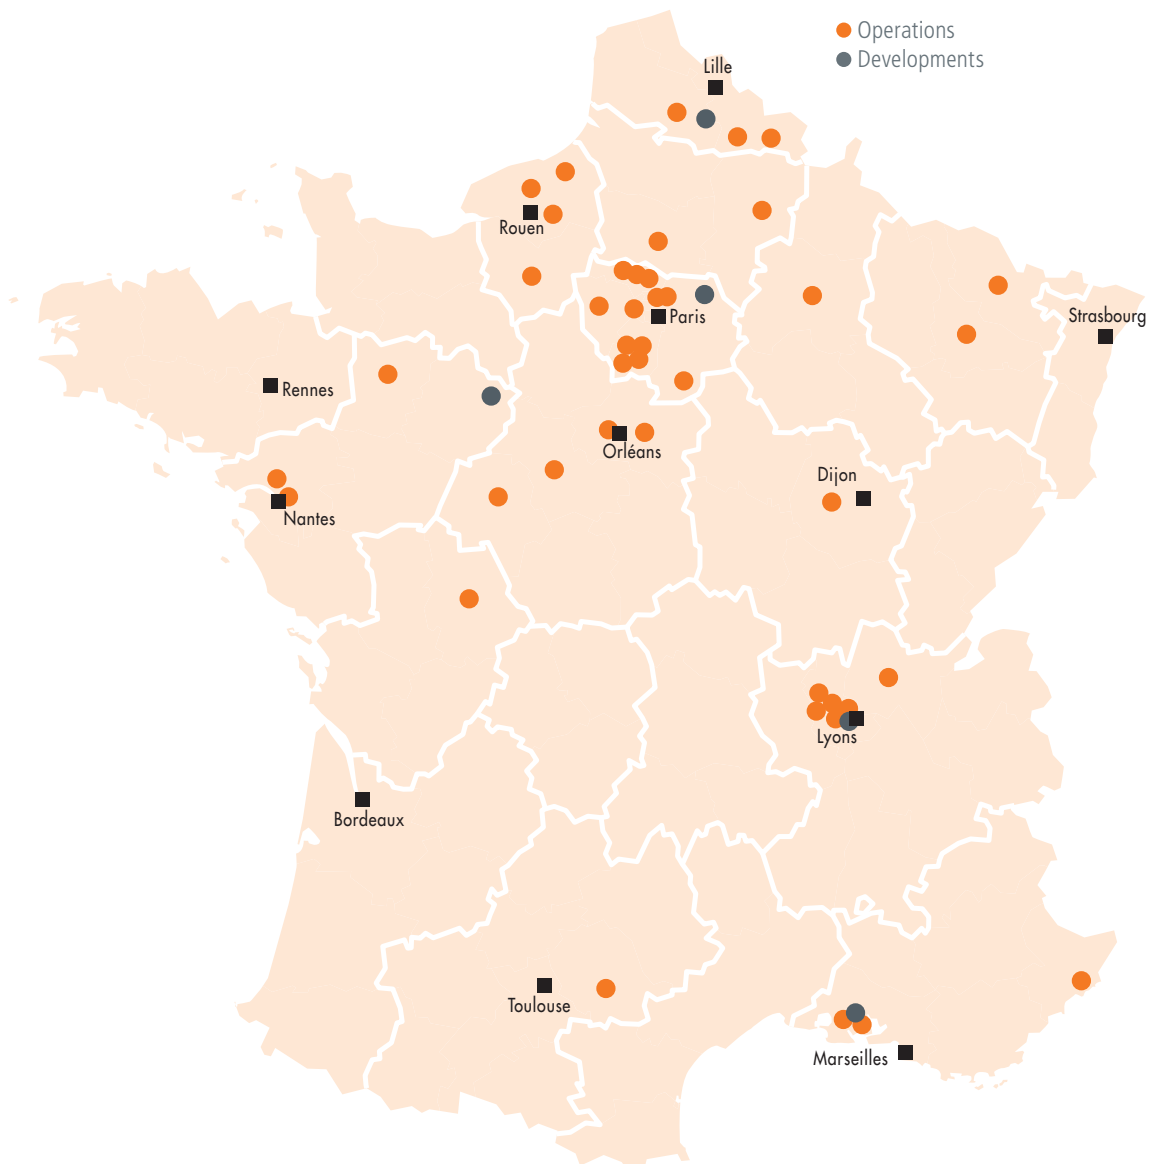 Operations
Developments
Lille
Rouen
Paris
Strasbourg
Rennes
Orléans
Dijon
Nantes
Lyons
Bordeaux
Toulouse
Marseilles